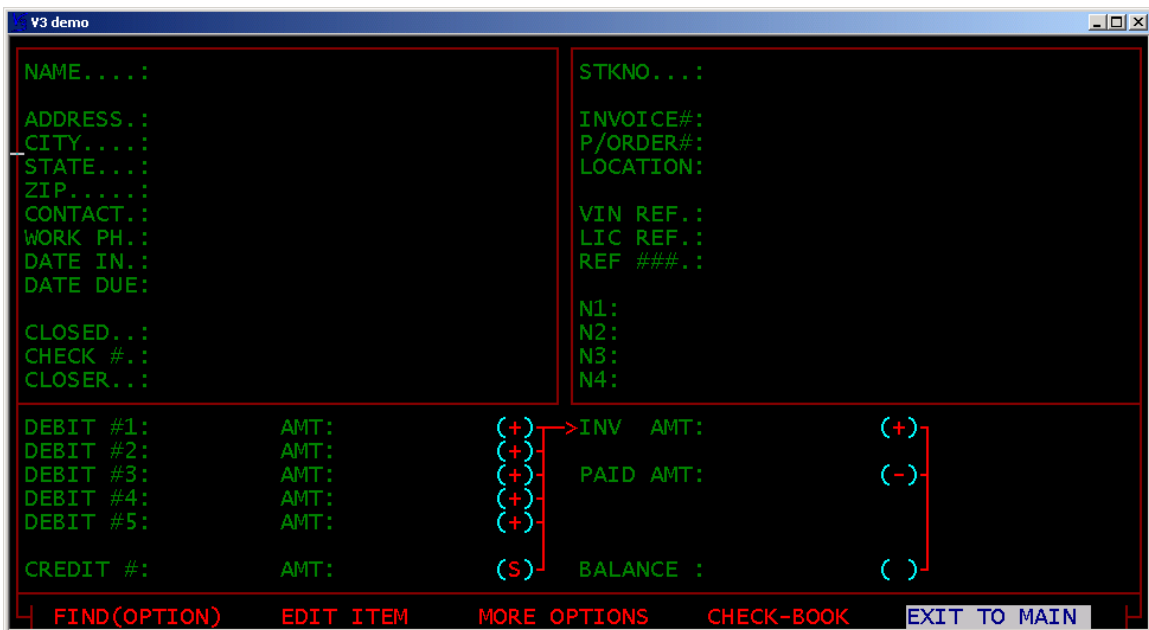 V3 demo
NAME....:
ADDRESS.:
CITY....:
STATE...:
ZIP.....:
CONTACT.:
WORK PH.:
DATE IN.:
DATE DUE:
CLOSED..:
CHECK #.:
CLOSER..:
STKNO...:
INVOICE#:
P/ORDER#:
LOCATION:
VIN REF.:
LIC REF.:
REF ###.:
N1:
N2:
N3:
N4:
DEBIT #1: AMT: (+)
DEBIT #2: AMT: (+)
DEBIT #3: AMT: (+)
DEBIT #4: AMT: (+)
DEBIT #5: AMT: (+)
CREDIT #: AMT: (S)
>INV AMT: (+)
PAID AMT: (-)
BALANCE : ( )
FIND(OPTION) EDIT ITEM MORE OPTIONS CHECK-BOOK EXIT TO MAIN